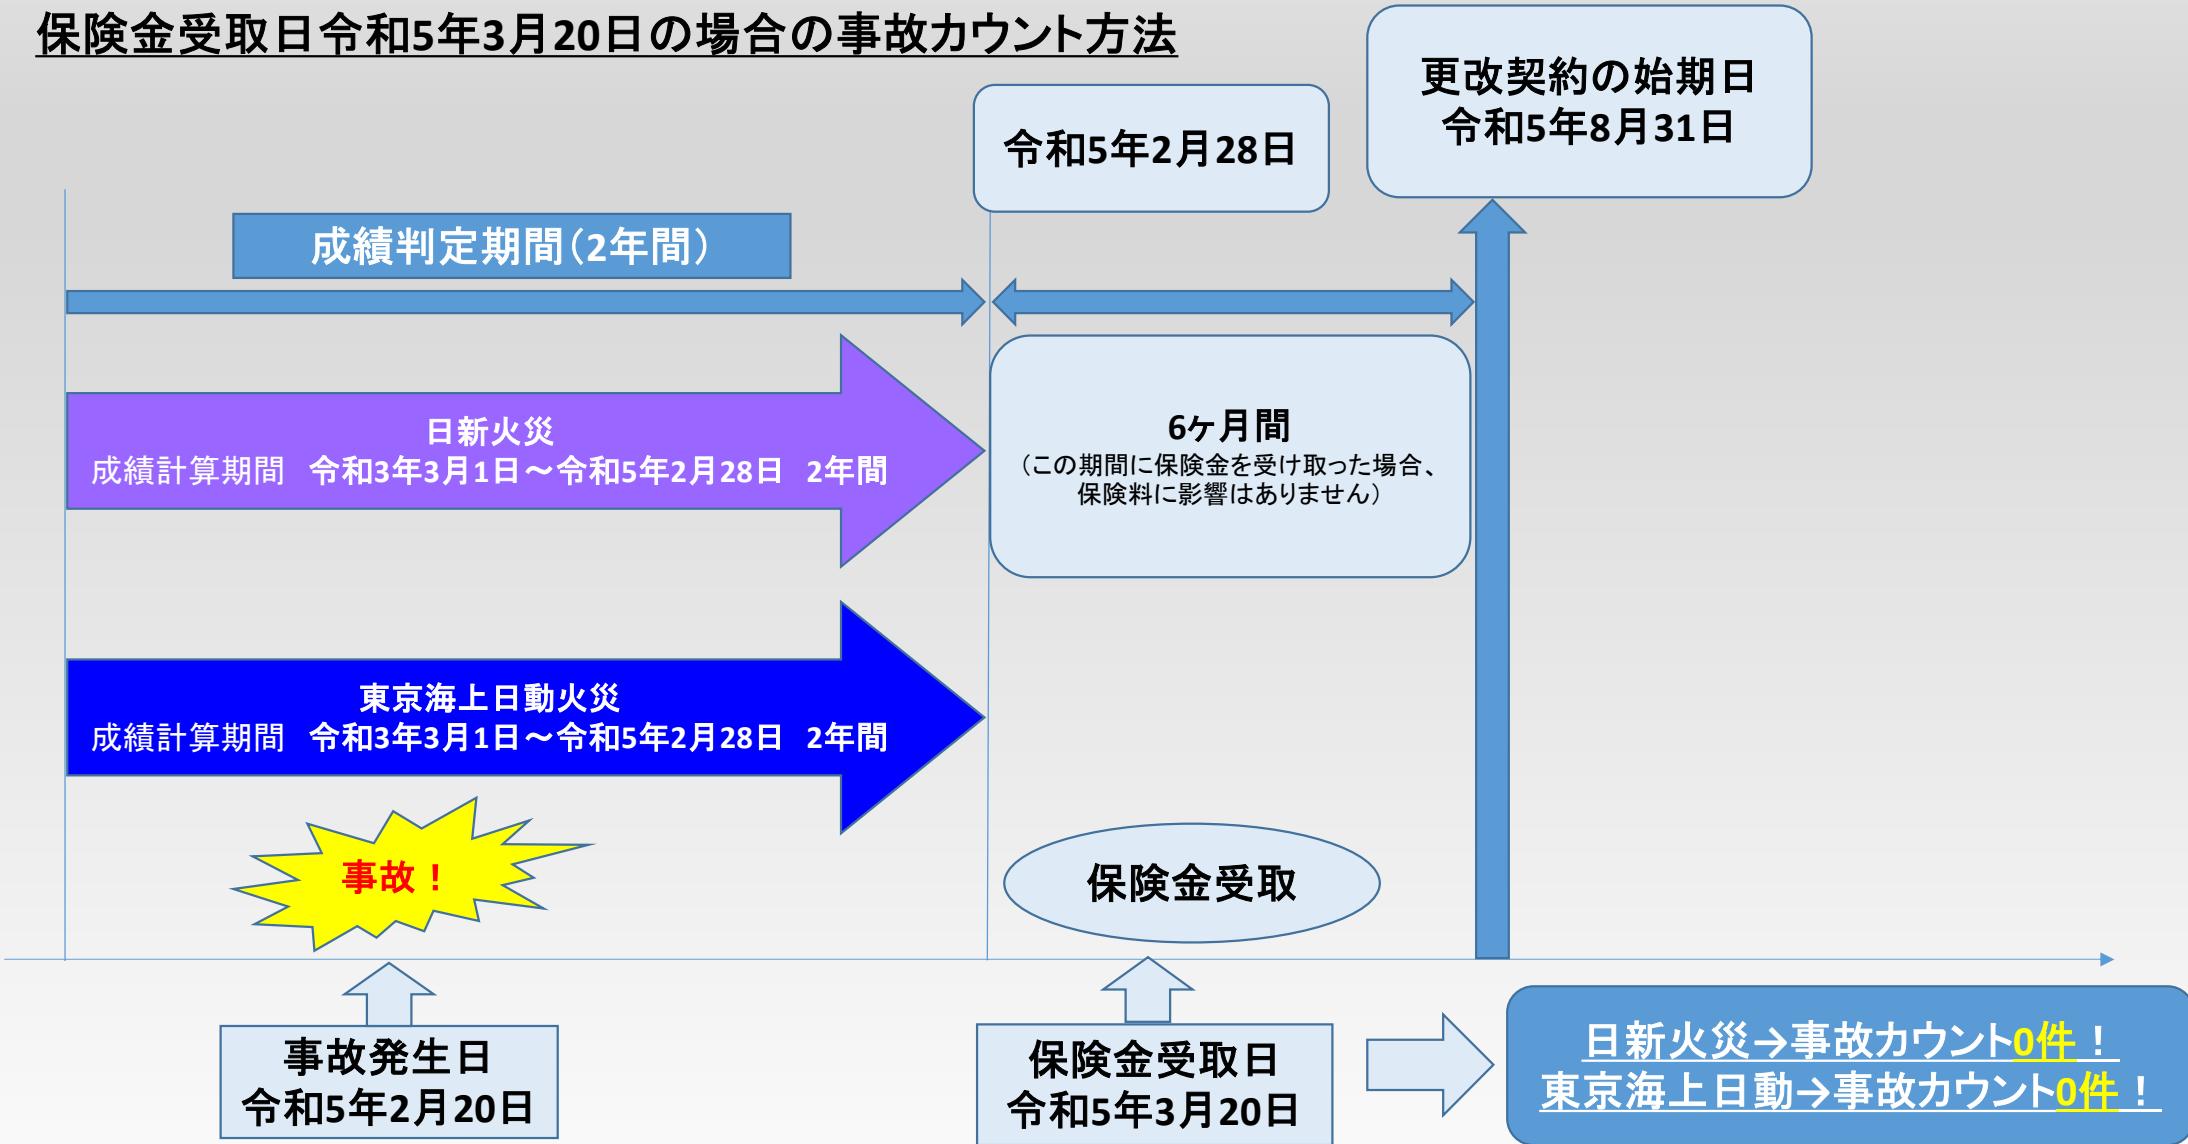 保険金受取日令和5年3月20日の場合の事故カウント方法
更改契約の始期日
令和5年8月31日
令和5年2月28日
成績判定期間(2年間)
日新火災
成績計算期間　令和3年3月1日～令和5年2月28日　2年間
6ヶ月間
(この期間に保険金を受け取った場合、
保険料に影響はありません)
東京海上日動火災
成績計算期間　令和3年3月1日～令和5年2月28日　2年間
事故！
保険金受取
事故発生日
令和5年2月20日
保険金受取日
令和5年3月20日
日新火災→事故カウント0件！
東京海上日動→事故カウント0件！